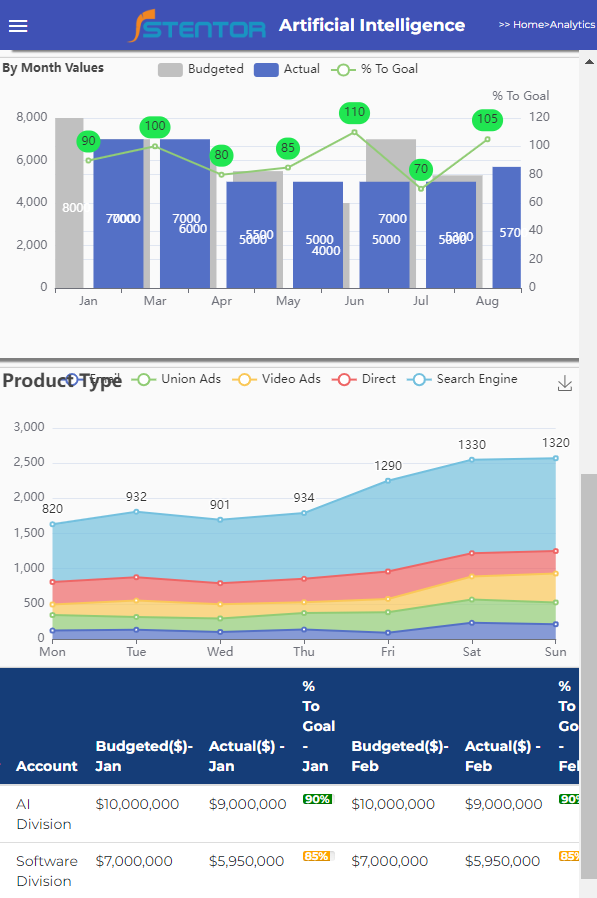 STENTOR Artificial Intelligence >> Home>Analytics
By Month Values Budgeted Actual % To Goal
% To Goal
8,000 120
6,000 100
4,000 80
2,000 60
0 40
20
0
90 100 80 85 110 70 105
800 7000 7000 7000 6000 5000 5500 5000 4000 5000 7000 5000 5300 570
Jan Mar Apr May Jun Jul Aug
Product Type Email Union Ads Video Ads Direct Search Engine
3,000
2,500
2,000
1,500
1,000
500
0
820 932 901 934 1290 1330 1320
Mon Tue Wed Thu Fri Sat Sun
Account Budgeted($)- Jan Actual($) - Jan % To Goal - Jan Budgeted($)- Feb Actual($) - Feb % To Go - Fel
AI Division $10,000,000 $9,000,000 90% $10,000,000 $9,000,000 90%
Software Division $7,000,000 $5,950,000 85% $7,000,000 $5,950,000 85%